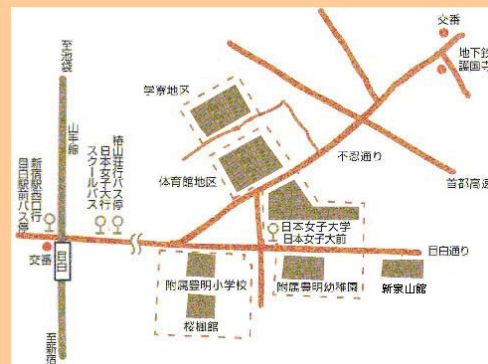 交番
地下鉄
護国寺
至池袋
山手線
学寮地区
不忍通り
体育館地区
首都高速
椿山荘行バス停
日本女子大行
スクールバス
新宿駅西口行
目白駅前バス停
日本女子大学
日本女子大前
目白通り
交番
目白
附属豊明小学校
附属豊明幼稚園
新泉山館
桜楓館
至新宿